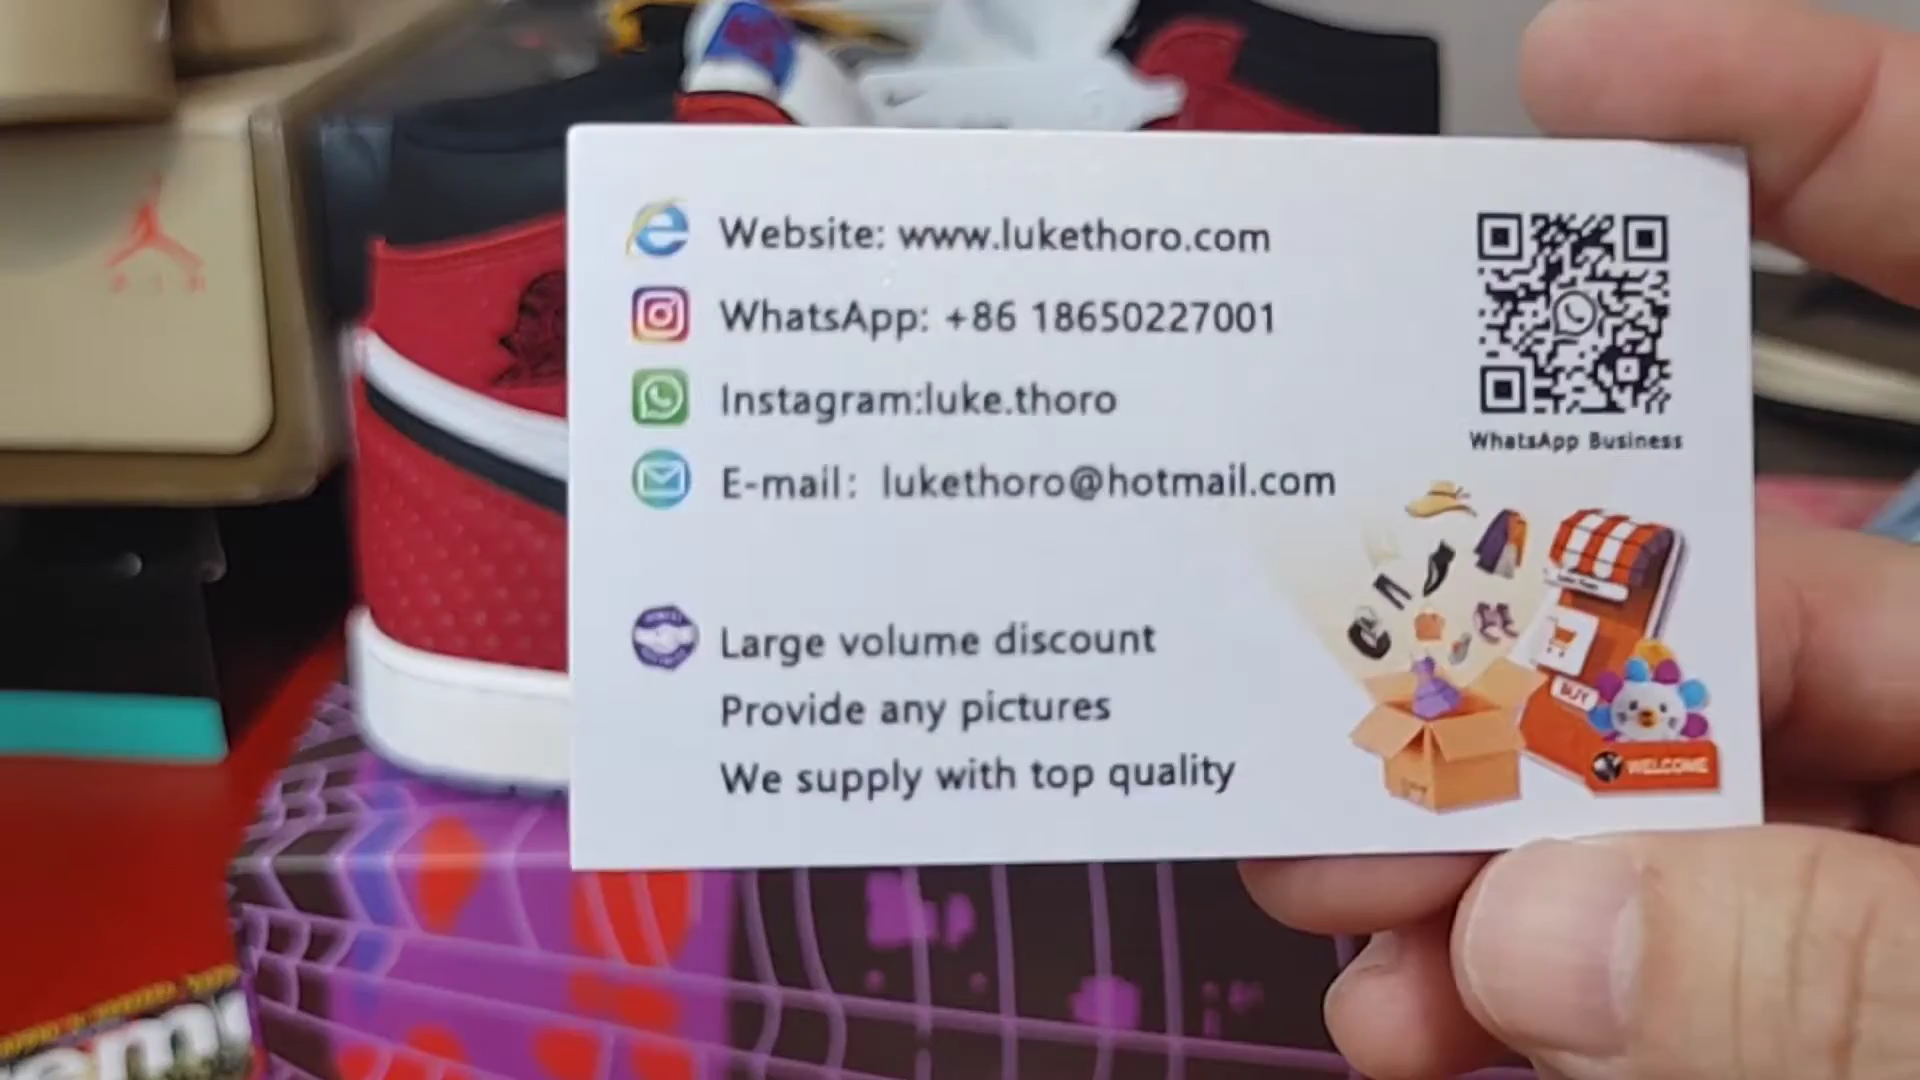 Website: www.lukethoro.com
WhatsApp: +86 18650227001
Instagram:luke.thoro
E-mail: lukethoro@hotmail.com
WhatsApp Business
Large volume discount
Provide any pictures
We supply with top quality
BUY
WELCOME